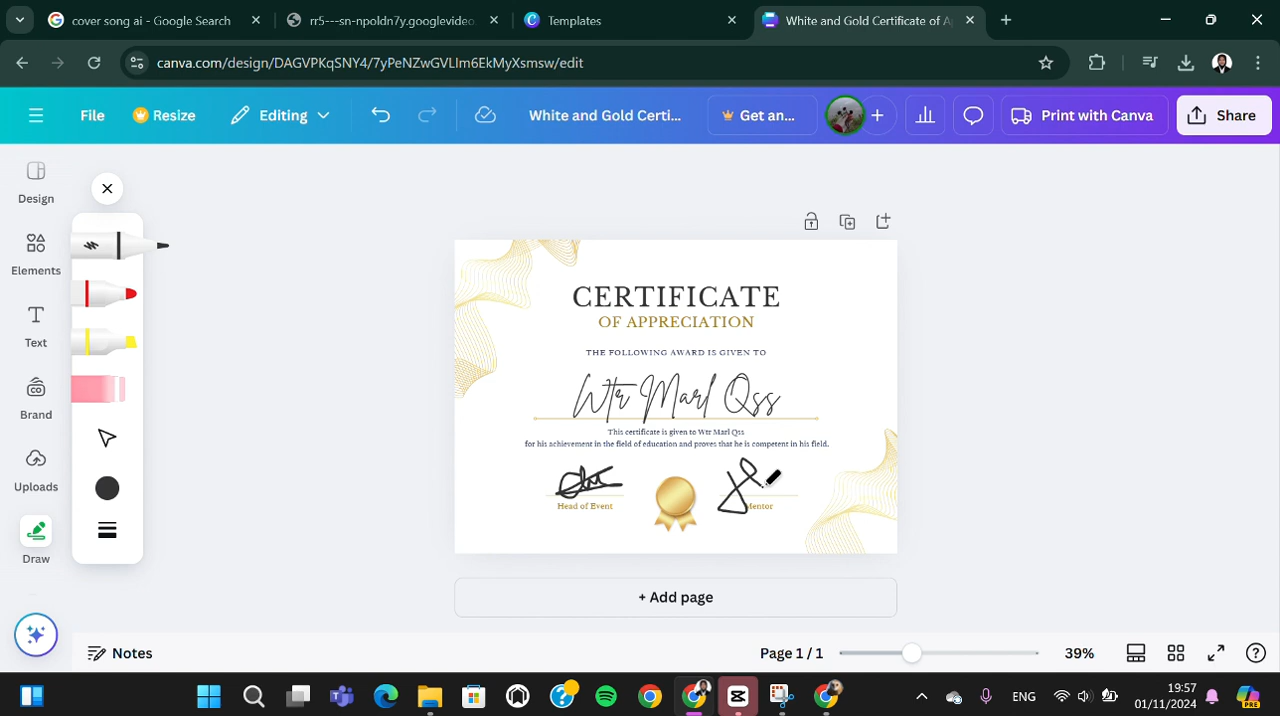 cover song ai - Google Search
rr5---sn-npoldn7y.googlevideo.
Templates
White and Gold Certificate of A
canva.com/design/DAGVPKqSNY4/7yPeNZwGVLlm6EkMyXsmsw/edit
File
Resize
Editing
White and Gold Certi...
Get an...
Print with Canva
Share
Design
Elements
Text
Brand
Uploads
Draw
CERTIFICATE
OF APPRECIATION
THE FOLLOWING AWARD IS GIVEN TO
Wtr Marl Qss
This certificate is given to Wtr Marl Qss
for his achievement in the field of education and proves that he is competent in his field.
Head of Event
Mentor
+ Add page
Notes
Page 1 / 1
39%
ENG
19:57
01/11/2024
PRE